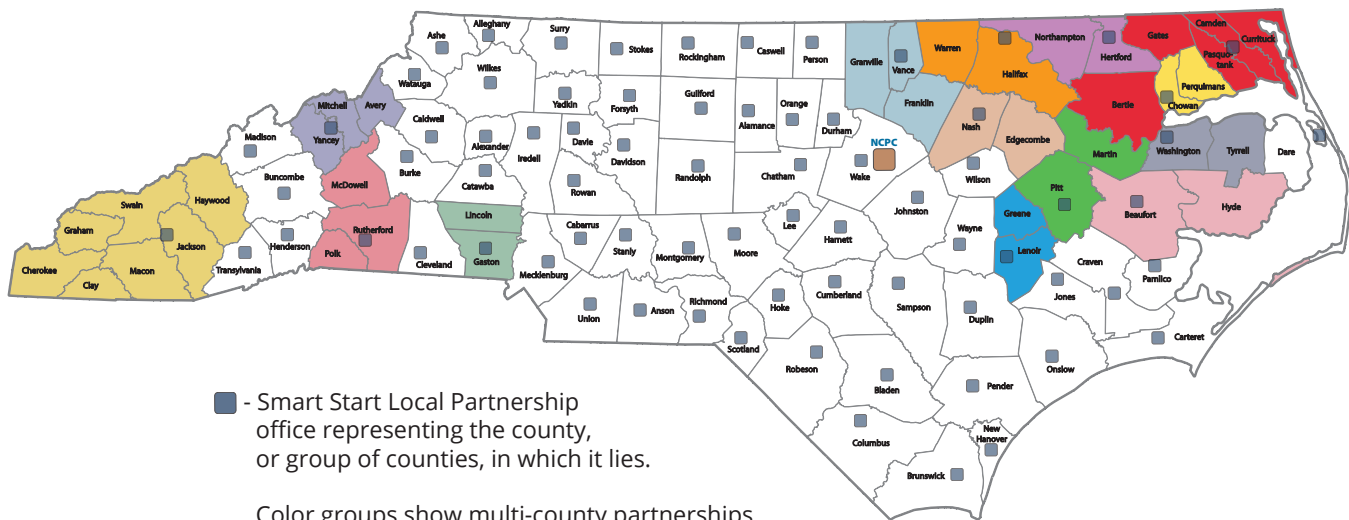 Alleghany
Ashe
Surry
Stokes
Rockingham
Caswell
Person
Granville
Vance
Warren
Halifax
Northampton
Hertford
Gates
Camden
Currituck
Pasquo-
tank
Perquimans
Chowan
Bertie
Watauga
Wilkes
Yadkin
Forsyth
Guilford
Alamance
Orange
Durham
Franklin
Nash
Edgecombe
Martin
Washington
Tyrrell
Dare
Mitchell
Avery
Yancey
Madison
Caldwell
Alexander
Iredell
Davie
Davidson
Randolph
Chatham
NCPC
Wake
Wilson
Pitt
Beaufort
Hyde
Buncombe
McDowell
Burke
Catawba
Rowan
Johnston
Greene
Lenoir
Wayne
Craven
Pamlico
Jones
Swain
Haywood
Graham
Jackson
Cherokee
Macon
Clay
Transylvania
Henderson
Rutherford
Polk
Cleveland
Lincoln
Gaston
Mecklenburg
Cabarrus
Stanly
Montgomery
Moore
Lee
Harnett
Union
Anson
Richmond
Hoke
Cumberland
Sampson
Duplin
Carteret
Onslow
Scotland
Robeson
Bladen
Pender
Columbus
New
Hanover
Brunswick
- Smart Start Local Partnership
office representing the county,
or group of counties, in which it lies.
Color groups show multi-county partnerships